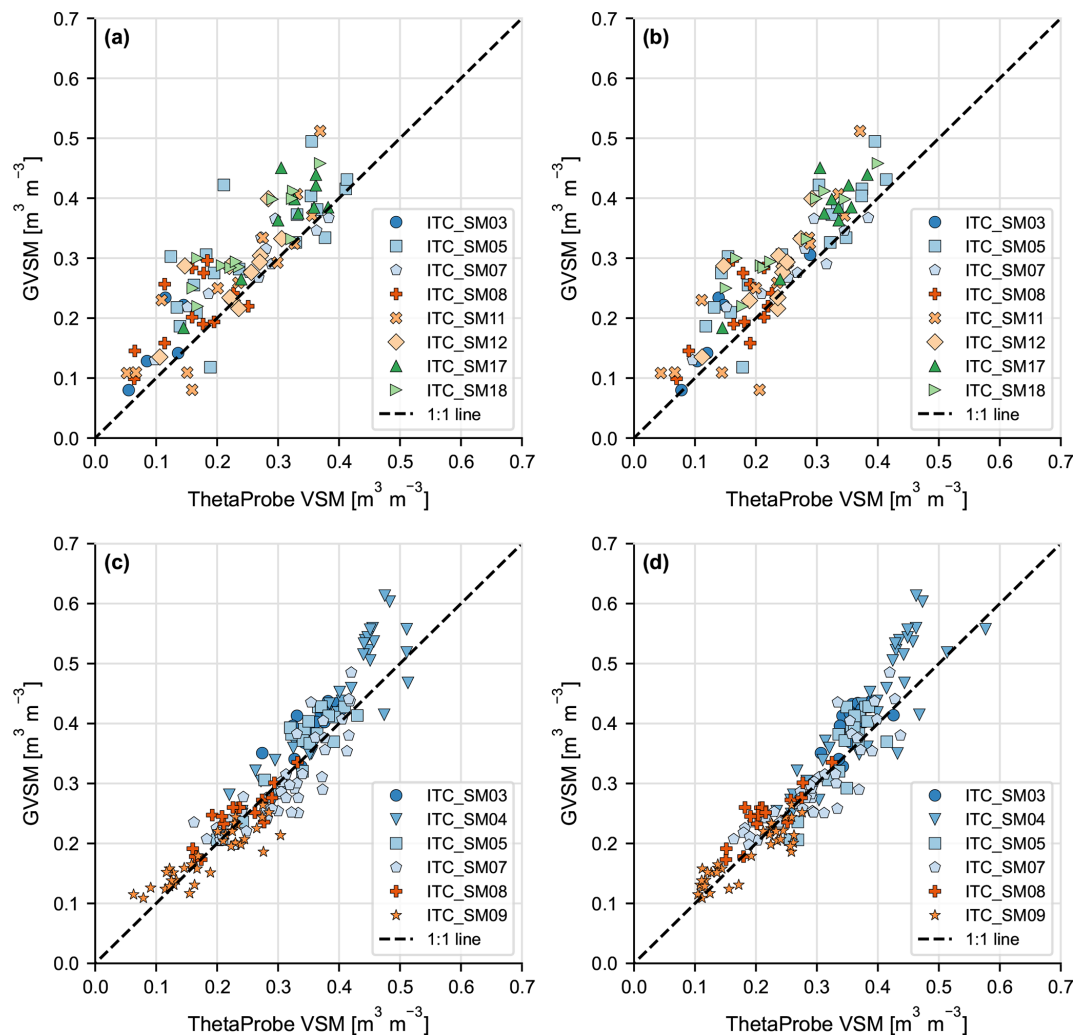 (a)
0.7
0.6
0.5
0.4
0.3
0.2
0.1
0.0
GVSM [m³ m⁻³]
ITC_SM03
ITC_SM05
ITC_SM07
ITC_SM08
ITC_SM11
ITC_SM12
ITC_SM17
ITC_SM18
1:1 line
0.0 0.1 0.2 0.3 0.4 0.5 0.6 0.7
ThetaProbe VSM [m³ m⁻³]
(b)
0.7
0.6
0.5
0.4
0.3
0.2
0.1
0.0
GVSM [m³ m⁻³]
ITC_SM03
ITC_SM05
ITC_SM07
ITC_SM08
ITC_SM11
ITC_SM12
ITC_SM17
ITC_SM18
1:1 line
0.0 0.1 0.2 0.3 0.4 0.5 0.6 0.7
ThetaProbe VSM [m³ m⁻³]
(c)
0.7
0.6
0.5
0.4
0.3
0.2
0.1
0.0
GVSM [m³ m⁻³]
ITC_SM03
ITC_SM04
ITC_SM05
ITC_SM07
ITC_SM08
ITC_SM09
1:1 line
0.0 0.1 0.2 0.3 0.4 0.5 0.6 0.7
ThetaProbe VSM [m³ m⁻³]
(d)
0.7
0.6
0.5
0.4
0.3
0.2
0.1
0.0
GVSM [m³ m⁻³]
ITC_SM03
ITC_SM04
ITC_SM05
ITC_SM07
ITC_SM08
ITC_SM09
1:1 line
0.0 0.1 0.2 0.3 0.4 0.5 0.6 0.7
ThetaProbe VSM [m³ m⁻³]